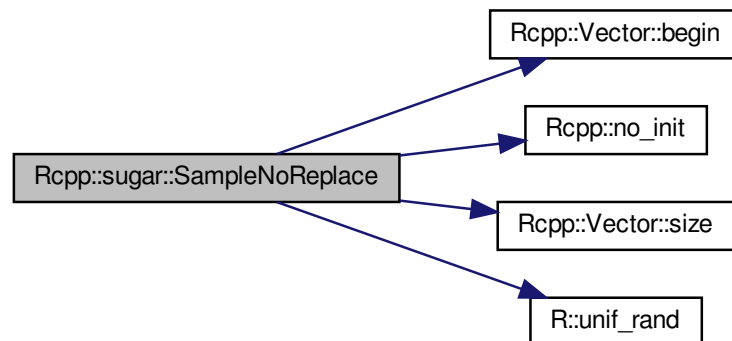 Rcpp::Vector::begin
Rcpp::no_init
Rcpp::sugar::SampleNoReplace
Rcpp::Vector::size
R::unif_rand